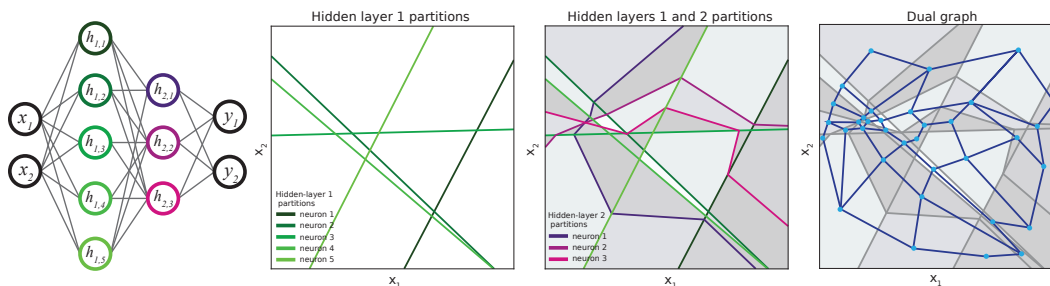 h1,1
h1,2
h1,3
h1,4
h1,5
x1
x2
h2,1
h2,2
h2,3
y1
y2
Hidden layer 1 partitions
x2
Hidden-layer 1
partitions
neuron 1
neuron 2
neuron 3
neuron 4
neuron 5
x1
Hidden layers 1 and 2 partitions
x2
Hidden-layer 2
partitions
neuron 1
neuron 2
neuron 3
x1
Dual graph
x2
x1